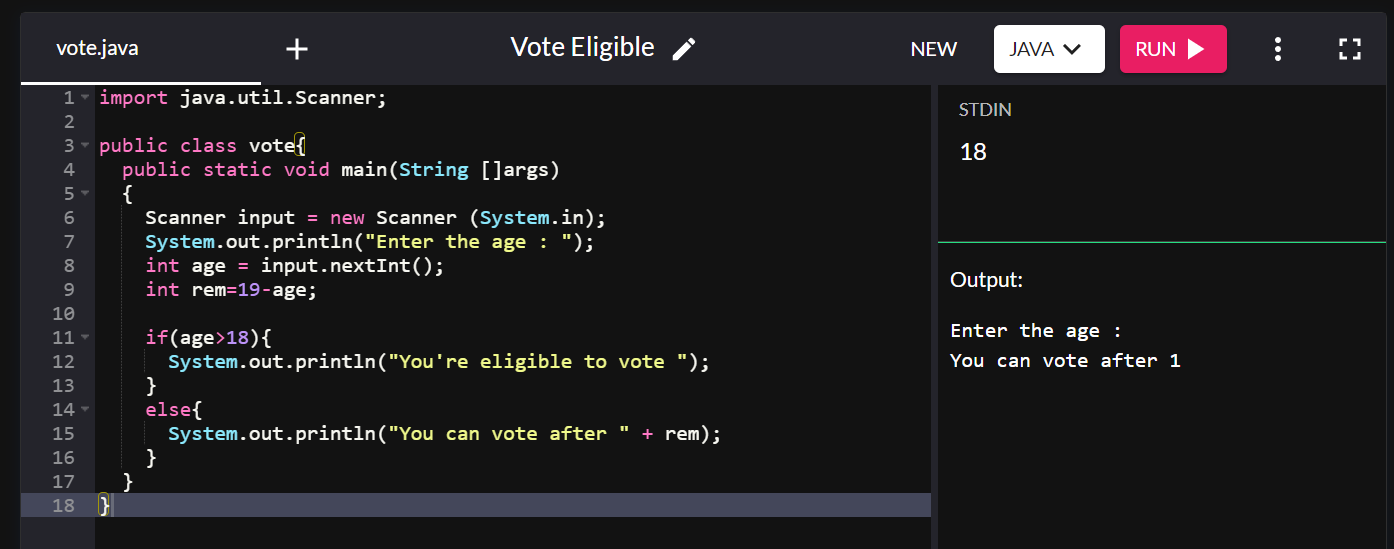 vote.java + Vote Eligible NEW JAVA RUN
1 import java.util.Scanner;
2
3 public class vote{
4 public static void main(String []args)
5 {
6 Scanner input = new Scanner (System.in);
7 System.out.println("Enter the age : ");
8 int age = input.nextInt();
9 int rem=19-age;
10
11 if(age>18){
12 System.out.println("You're eligible to vote ");
13 }
14 else{
15 System.out.println("You can vote after " + rem);
16 }
17 }
18 }
STDIN
18
Output:
Enter the age :
You can vote after 1